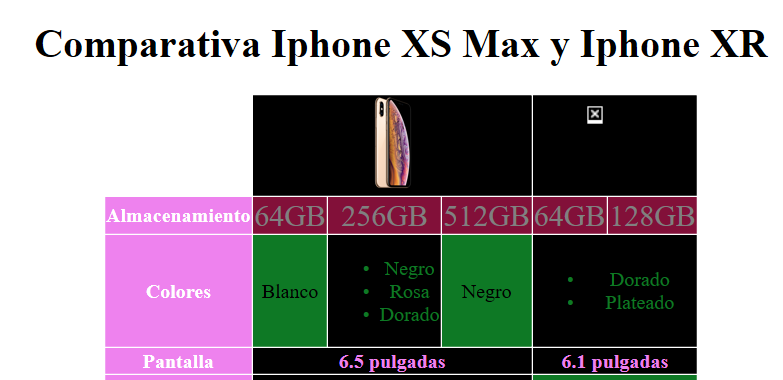 Comparativa Iphone XS Max y Iphone XR
Almacenamiento 64GB 256GB 512GB 64GB 128GB
Colores Blanco
• Negro
• Rosa
• Dorado
Negro
• Dorado
• Plateado
Pantalla 6.5 pulgadas 6.1 pulgadas